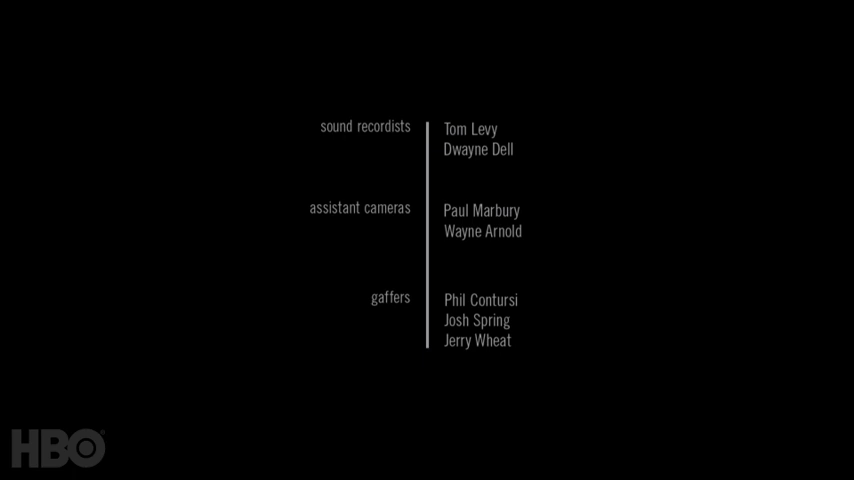 sound recordists
Tom Levy
Dwayne Dell
assistant cameras
Paul Marbury
Wayne Arnold
gaffers
Phil Contursi
Josh Spring
Jerry Wheat
HBO